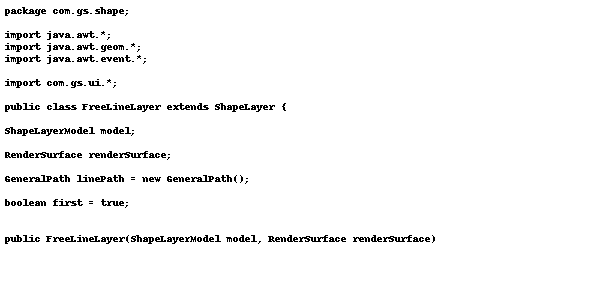 package com.gs.shape;
import java.awt.*;
import java.awt.geom.*;
import java.awt.event.*;
import com.gs.ui.*;
public class FreeLineLayer extends ShapeLayer {
ShapeLayerModel model;
RenderSurface renderSurface;
GeneralPath linePath = new GeneralPath();
boolean first = true;
public FreeLineLayer(ShapeLayerModel model, RenderSurface renderSurface)